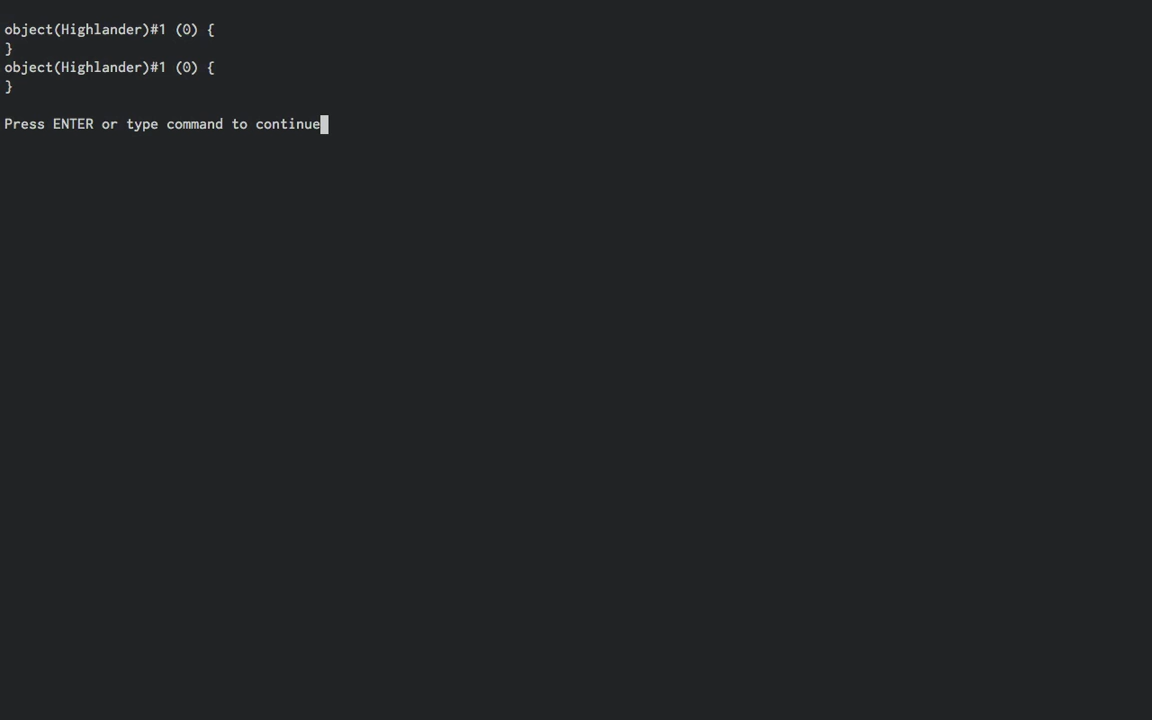 object(Highlander)#1 (0) {
}
object(Highlander)#1 (0) {
}
Press ENTER or type command to continue